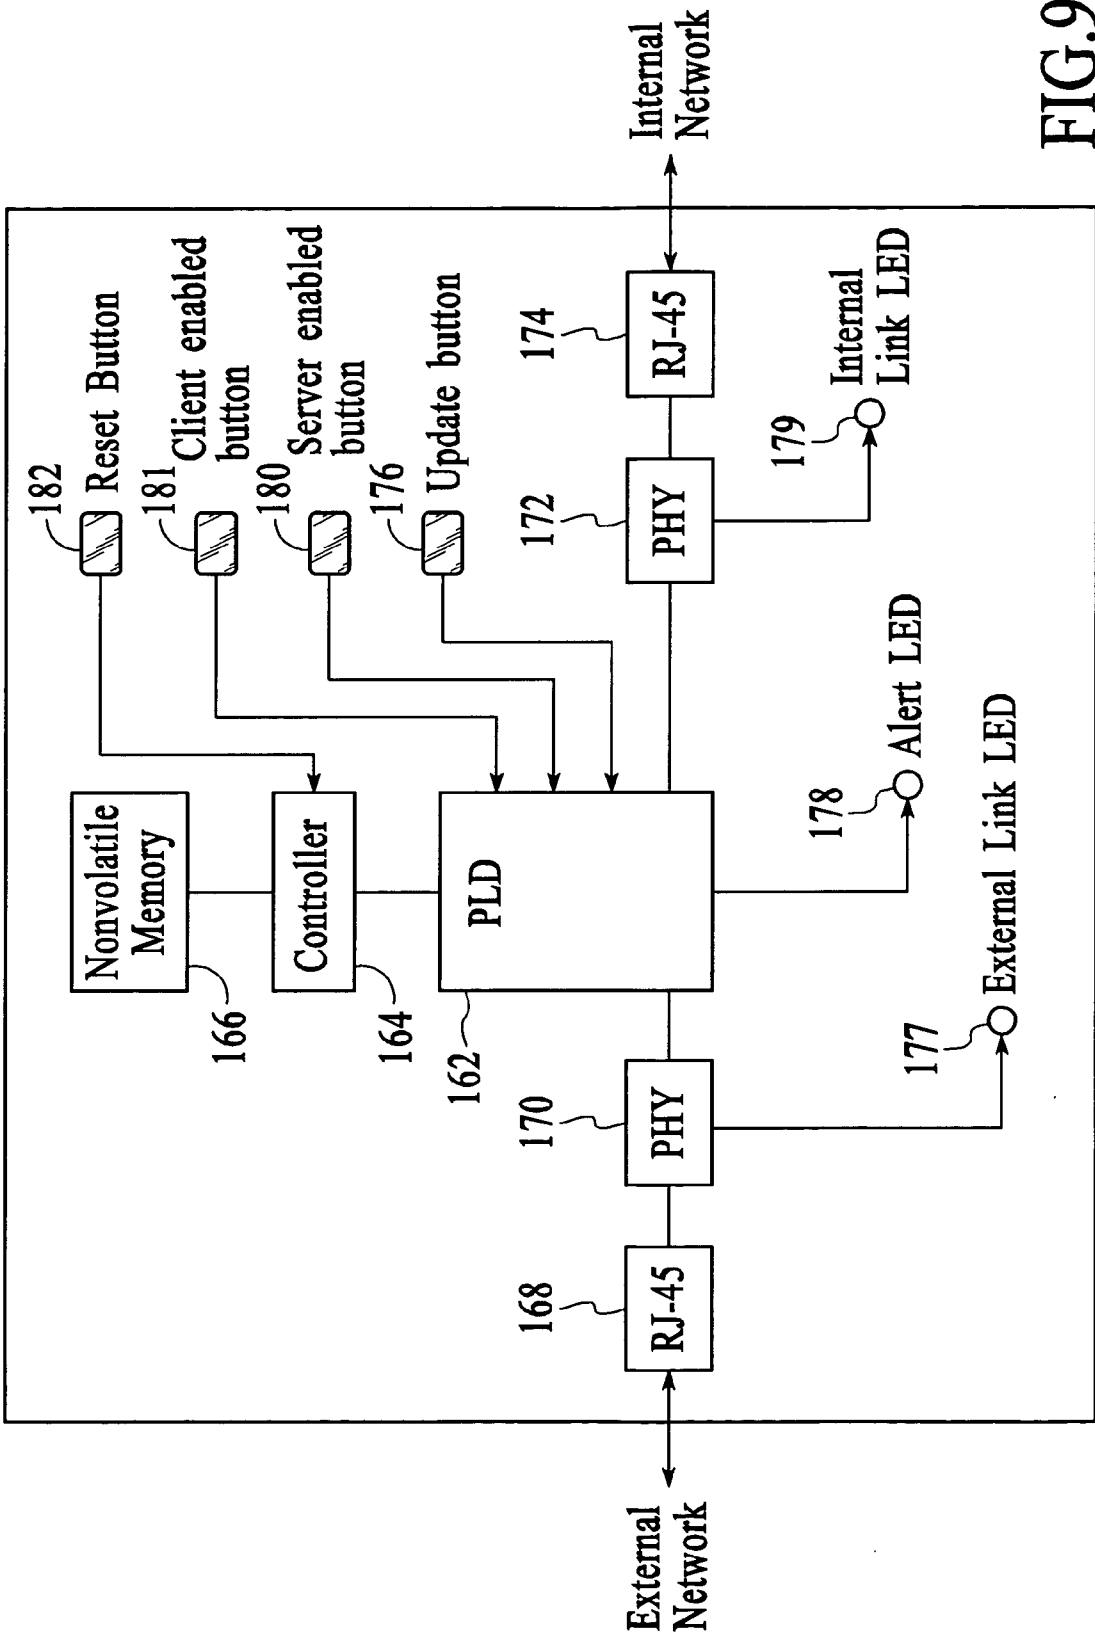 Nonvolatile
Memory
166
Controller
164
PLD
162
182
Reset Button
181
Client enabled
button
180
Server enabled
button
176
Update button
External
Network
168
RJ-45
170
PHY
172
PHY
174
RJ-45
Internal
Network
177
External Link LED
178
Alert LED
179
Internal
Link LED
FIG.9